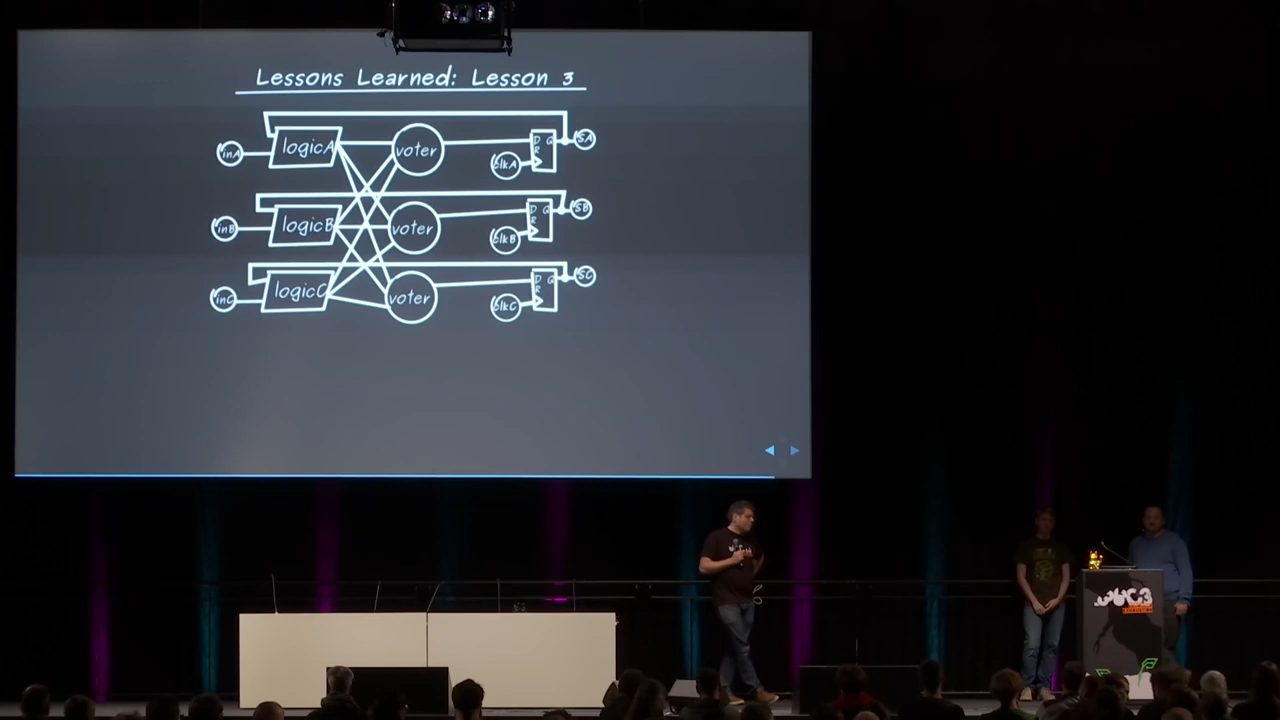 Lessons Learned: Lesson 3
inA logicA voter clkA D Q R SA
inB logicB voter clkB D Q R SB
inC logicC voter clkC D Q R SC